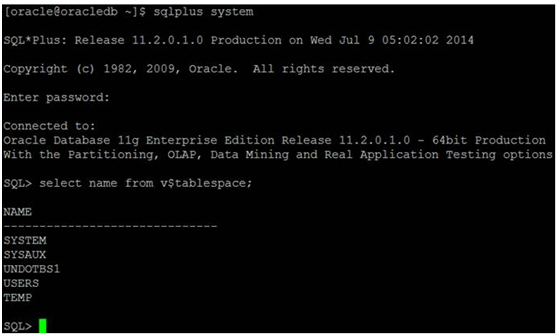 [oracle@oracledb ~]$ sqlplus system
SQL*Plus: Release 11.2.0.1.0 Production on Wed Jul 9 05:02:02 2014
Copyright (c) 1982, 2009, Oracle.  All rights reserved.
Enter password:
Connected to:
Oracle Database 11g Enterprise Edition Release 11.2.0.1.0 - 64bit Production
With the Partitioning, OLAP, Data Mining and Real Application Testing options
SQL> select name from v$tablespace;
NAME
------------------------------
SYSTEM
SYSAUX
UNDOTBS1
USERS
TEMP
SQL>